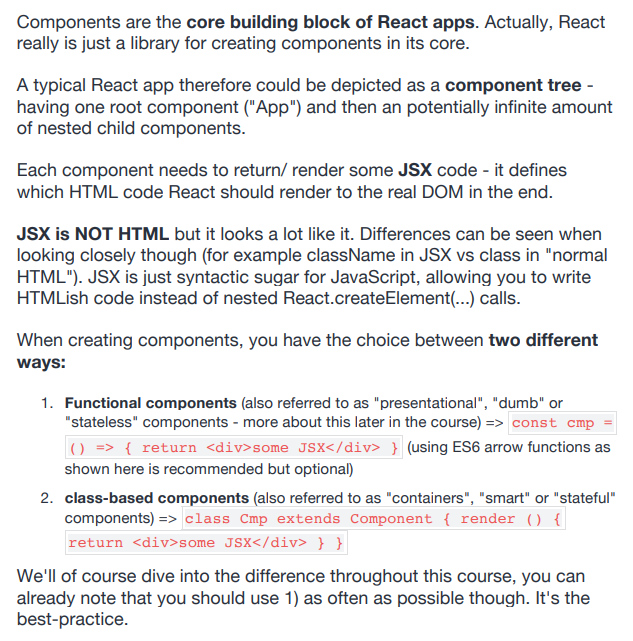 Components are the core building block of React apps. Actually, React
really is just a library for creating components in its core.
A typical React app therefore could be depicted as a component tree -
having one root component ("App") and then an potentially infinite amount
of nested child components.
Each component needs to return/ render some JSX code - it defines
which HTML code React should render to the real DOM in the end.
JSX is NOT HTML but it looks a lot like it. Differences can be seen when
looking closely though (for example className in JSX vs class in "normal
HTML"). JSX is just syntactic sugar for JavaScript, allowing you to write
HTMLish code instead of nested React.createElement(...) calls.
When creating components, you have the choice between two different
ways:
1. Functional components (also referred to as "presentational", "dumb" or
"stateless" components - more about this later in the course) => const cmp =
() => { return <div>some JSX</div> } (using ES6 arrow functions as
shown here is recommended but optional)
2. class-based components (also referred to as "containers", "smart" or "stateful"
components) => class Cmp extends Component { render () {
return <div>some JSX</div> } }
We'll of course dive into the difference throughout this course, you can
already note that you should use 1) as often as possible though. It's the
best-practice.